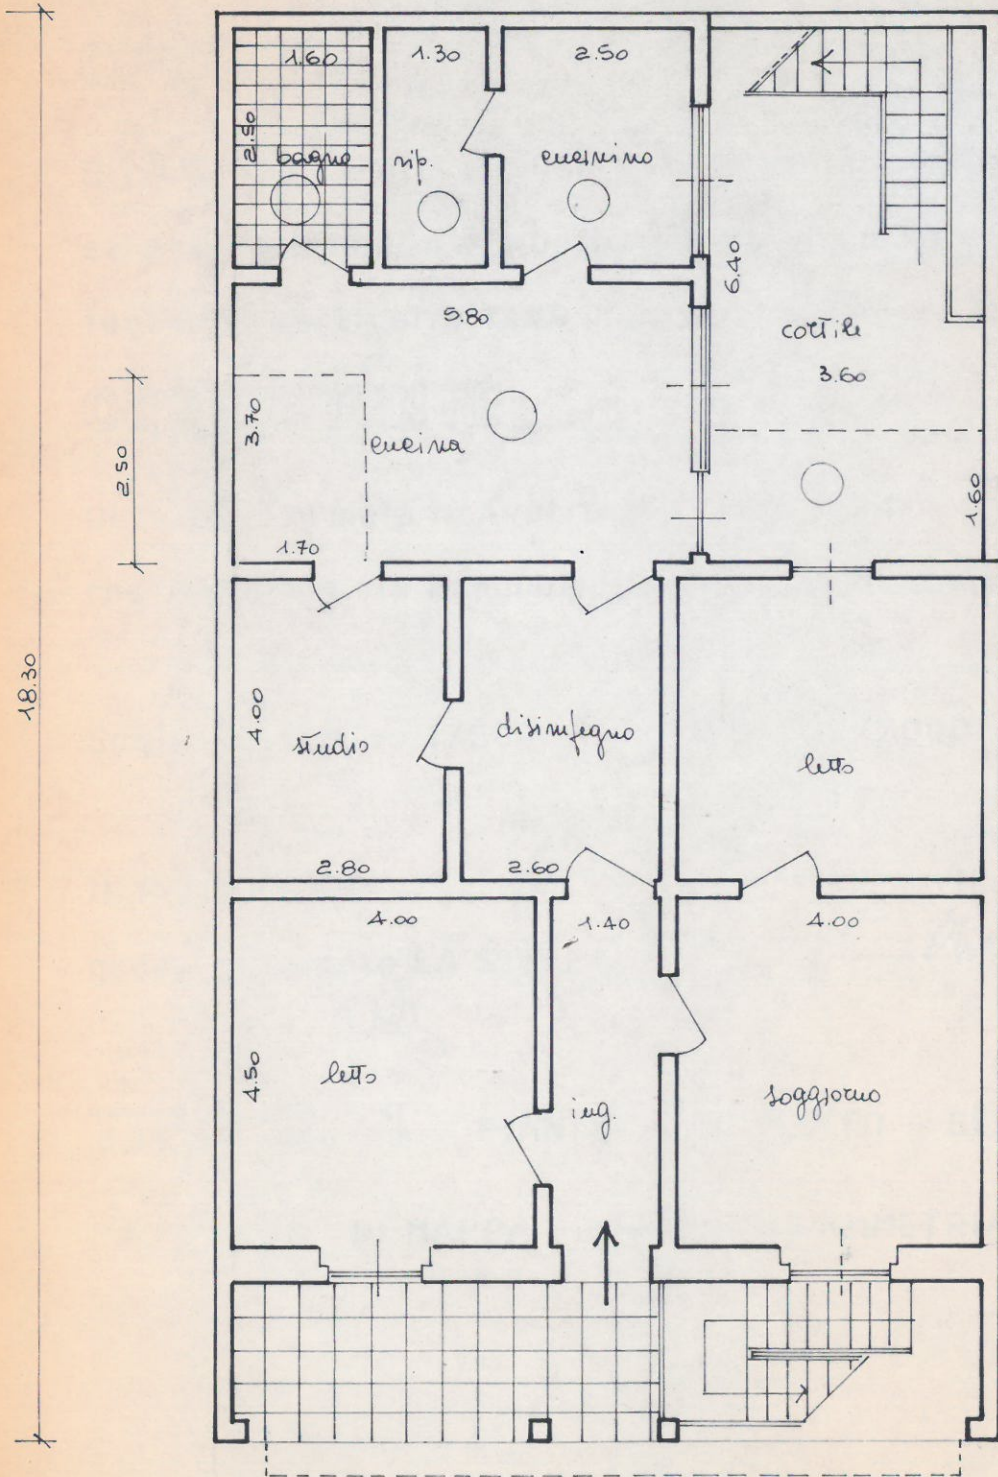 1.60
1.30
2.50
2.50
bagno
rip.
cucinino
6.40
5.80
cortile
3.60
3.70
cucina
2.50
1.60
1.70
18.30
4.00
studio
disimpegno
letto
2.80
2.60
4.00
1.40
4.00
4.50
letto
ing.
soggiorno